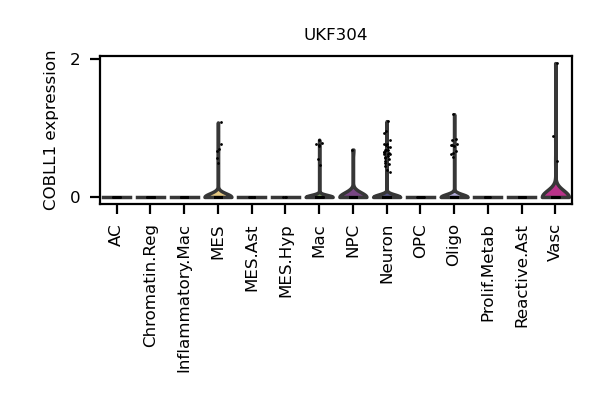 UKF304
COBLL1 expression
2
0
AC
Chromatin.Reg
Inflammatory.Mac
MES
MES.Ast
MES.Hyp
Mac
NPC
Neuron
OPC
Oligo
Prolif.Metab
Reactive.Ast
Vasc